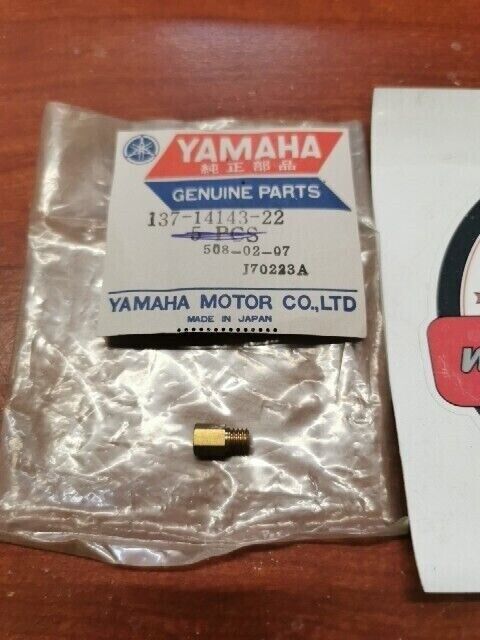 YAMAHA
純正部品
GENUINE PARTS
137-14143-22
5 PCS
508-02-07
J70223A
YAMAHA MOTOR CO.,LTD
MADE IN JAPAN